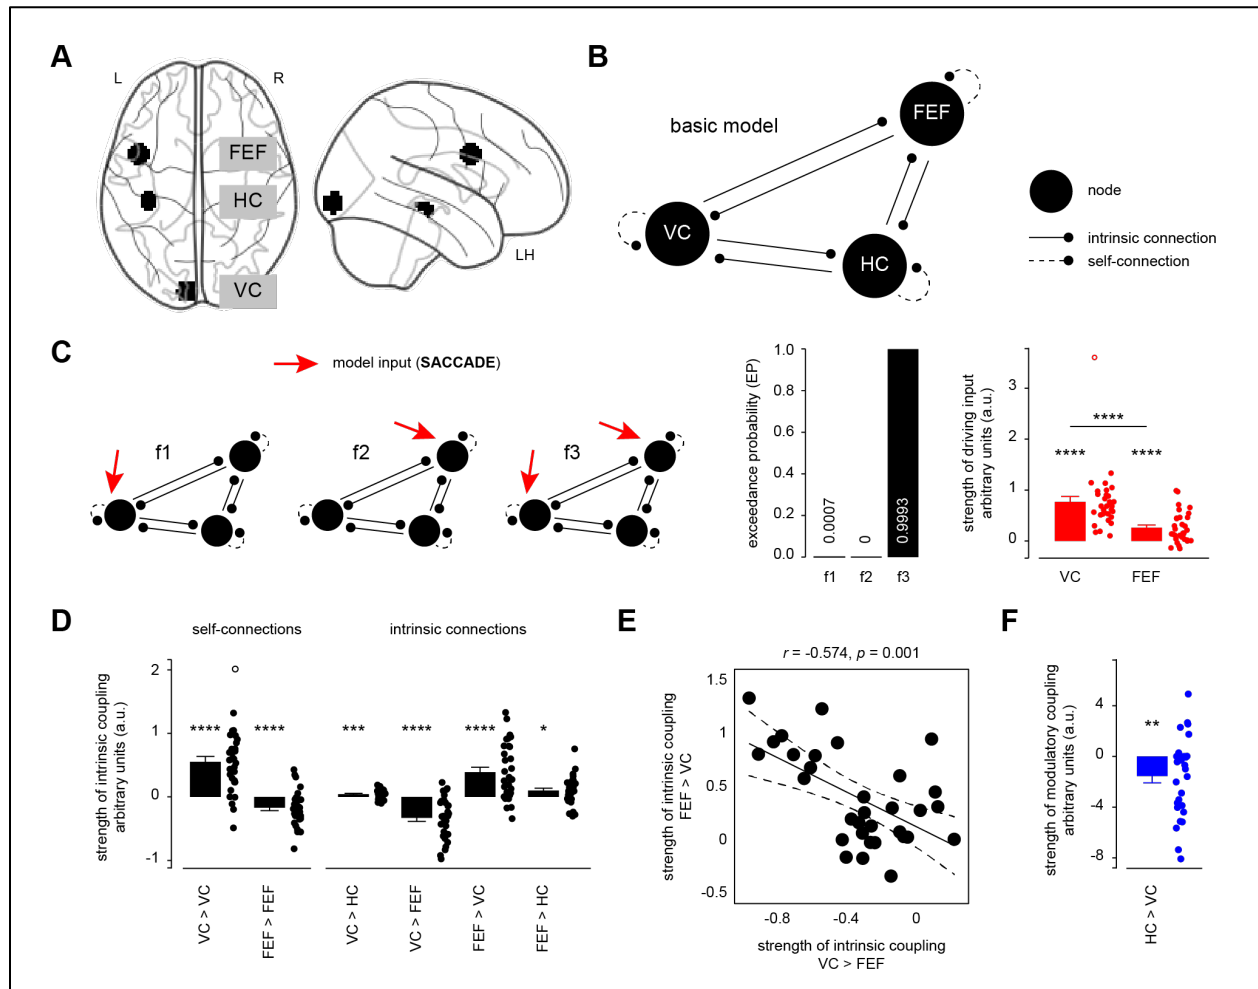 A
L
R
FEF
HC
VC
LH
B
basic model
FEF
VC
HC
node
intrinsic connection
self-connection
C
model input (SACCADE)
f1
f2
f3
exceedance probability (EP)
1.0
0.8
0.6
0.4
0.2
0.0
0.0007
0
0.9993
f1
f2
f3
strength of driving input
arbitrary units (a.u.)
3
2
1
0
****
****
****
VC
FEF
D
self-connections
intrinsic connections
strength of intrinsic coupling
arbitrary units (a.u.)
2
1
0
-1
****
****
***
****
****
*
VC > VC
FEF > FEF
VC > HC
VC > FEF
FEF > VC
FEF > HC
E
r = -0.574, p = 0.001
strength of intrinsic coupling
FEF > VC
1.5
1
0.5
0
-0.5
-0.8
-0.4
0
strength of intrinsic coupling
VC > FEF
F
strength of modulatory coupling
arbitrary units (a.u.)
4
0
-4
-8
**
HC > VC